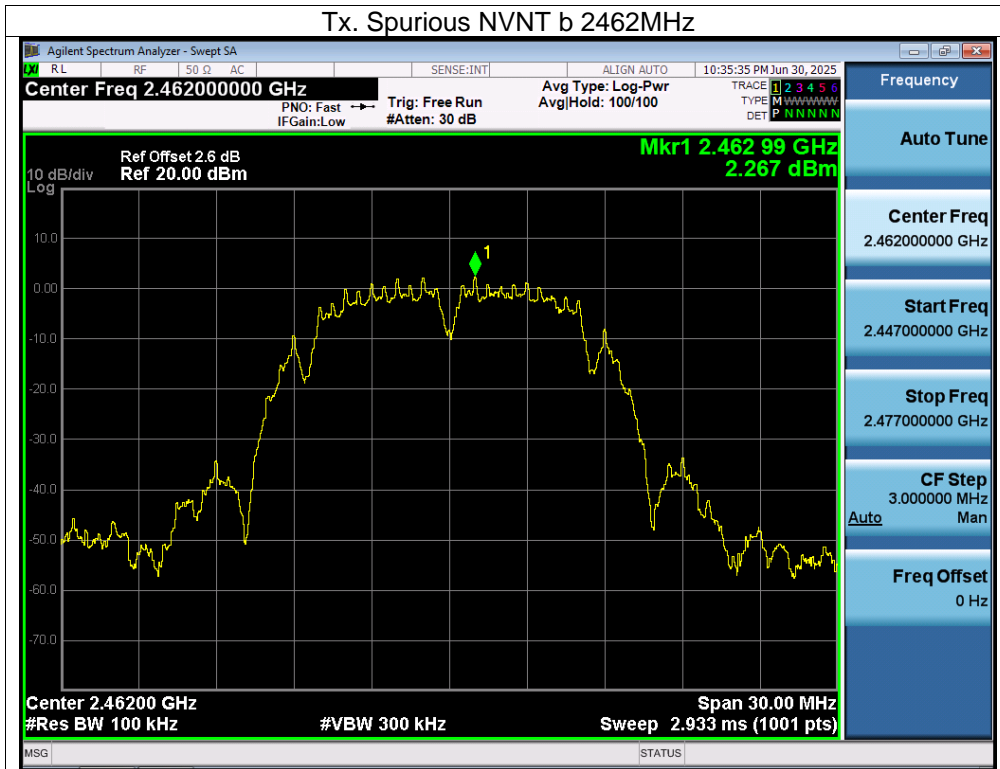 Tx. Spurious NVNT b 2462MHz
Agilent Spectrum Analyzer - Swept SA
LXI RL RF 50 Ω AC SENSE:INT ALIGN AUTO 10:35:35 PM Jun 30, 2025
Center Freq 2.462000000 GHz
PNO: Fast
IFGain:Low
Trig: Free Run
#Atten: 30 dB
Avg Type: Log-Pwr
Avg|Hold: 100/100
TRACE 1 2 3 4 5 6
TYPE M WWWWW
DET P N N N N N
Mkr1 2.462 99 GHz
2.267 dBm
Ref Offset 2.6 dB
10 dB/div Ref 20.00 dBm
Log
10.0
0.00
-10.0
-20.0
-30.0
-40.0
-50.0
-60.0
-70.0
1
Center 2.46200 GHz Span 30.00 MHz
#Res BW 100 kHz #VBW 300 kHz Sweep 2.933 ms (1001 pts)
MSG STATUS
Frequency
Auto Tune
Center Freq
2.462000000 GHz
Start Freq
2.447000000 GHz
Stop Freq
2.477000000 GHz
CF Step
3.000000 MHz
Auto Man
Freq Offset
0 Hz